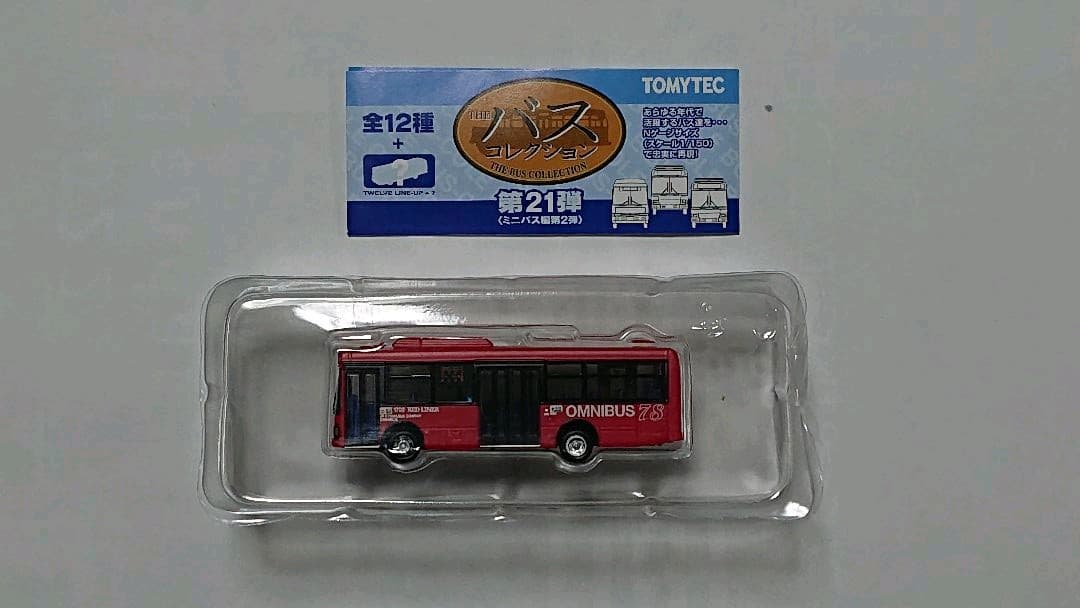 TOMYTEC
全12種
+
?
TWELVE LINE-UP + ?
THE
バス
コレクション
THE BUS COLLECTION
第21弾
〈ミニバス編第2弾〉
あらゆる年代で
活躍するバス達を…
Nゲージサイズ
(スケール1/150)
で忠実に再現!
RED LINER
OMNIBUS 78